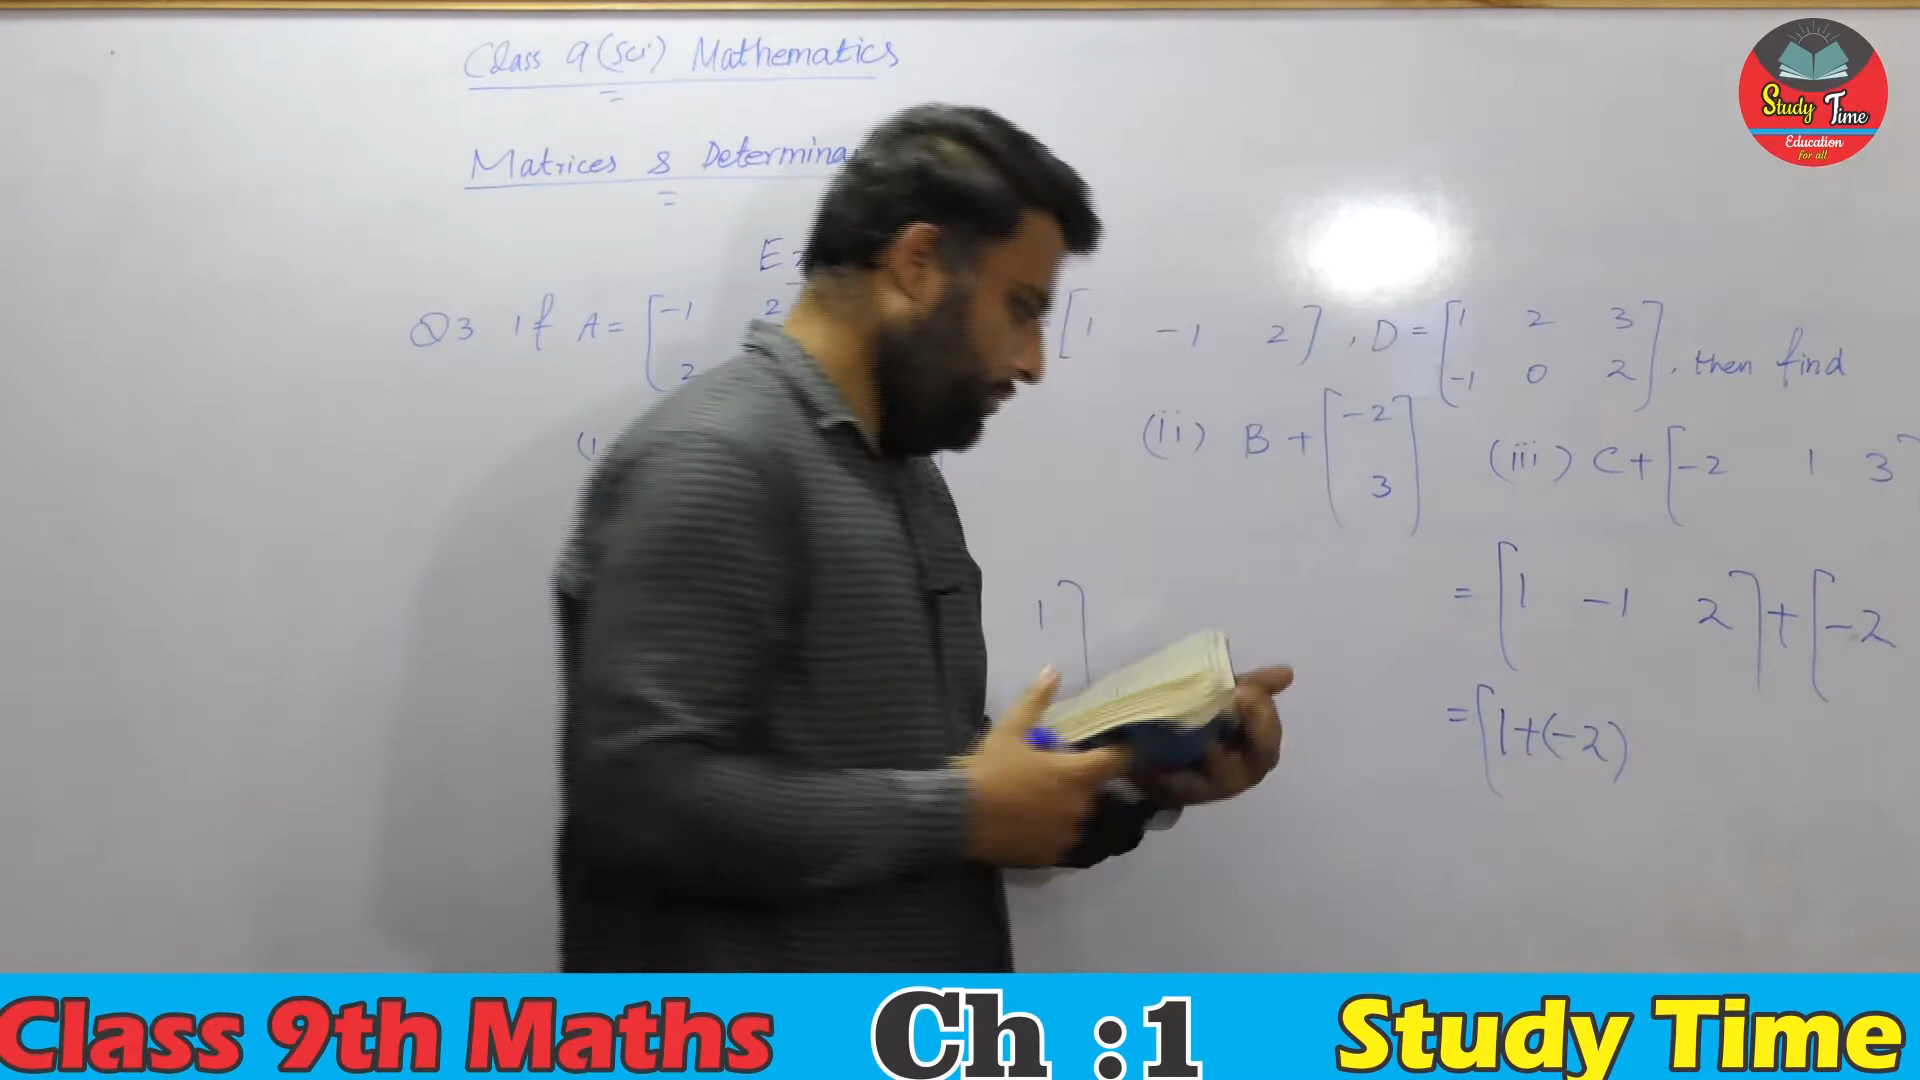 Class 9 (Sci) Mathematics
Matrices & Determina
Q3 If A = [-1 2
2
[1 -1 2], D = [1 2 3
-1 0 2], then find
(ii) B + [-2
3]
(iii) C + [-2 1 3
1]
= [1 -1 2] + [-2
= [1+(-2)
Study Time
Education
for all
Class 9th Maths Ch :1 Study Time